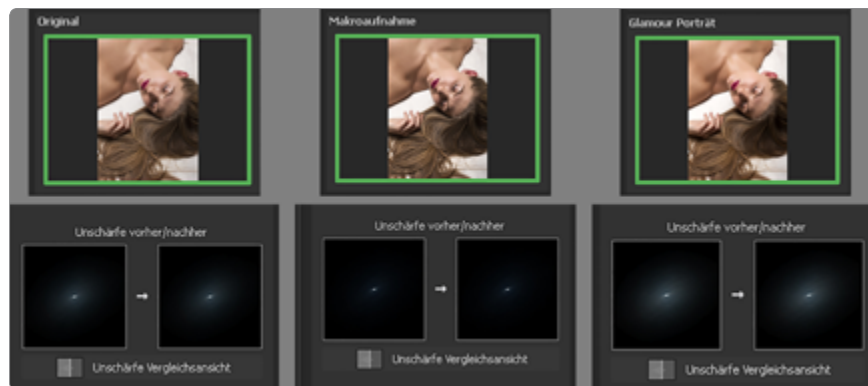 Original
Makroaufnahme
Glamour Porträt
Unschärfe vorher/nachher
Unschärfe Vergleichsansicht
Unschärfe vorher/nachher
Unschärfe Vergleichsansicht
Unschärfe vorher/nachher
Unschärfe Vergleichsansicht